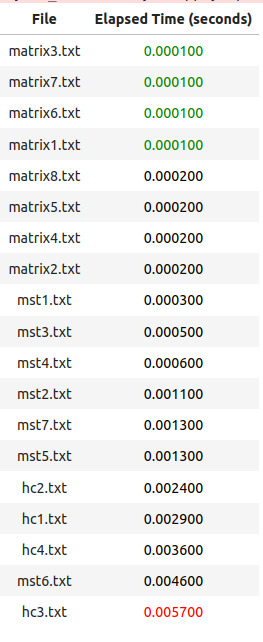 File Elapsed Time (seconds)
matrix3.txt 0.000100
matrix7.txt 0.000100
matrix6.txt 0.000100
matrix1.txt 0.000100
matrix8.txt 0.000200
matrix5.txt 0.000200
matrix4.txt 0.000200
matrix2.txt 0.000200
mst1.txt 0.000300
mst3.txt 0.000500
mst4.txt 0.000600
mst2.txt 0.001100
mst7.txt 0.001300
mst5.txt 0.001300
hc2.txt 0.002400
hc1.txt 0.002900
hc4.txt 0.003600
mst6.txt 0.004600
hc3.txt 0.005700